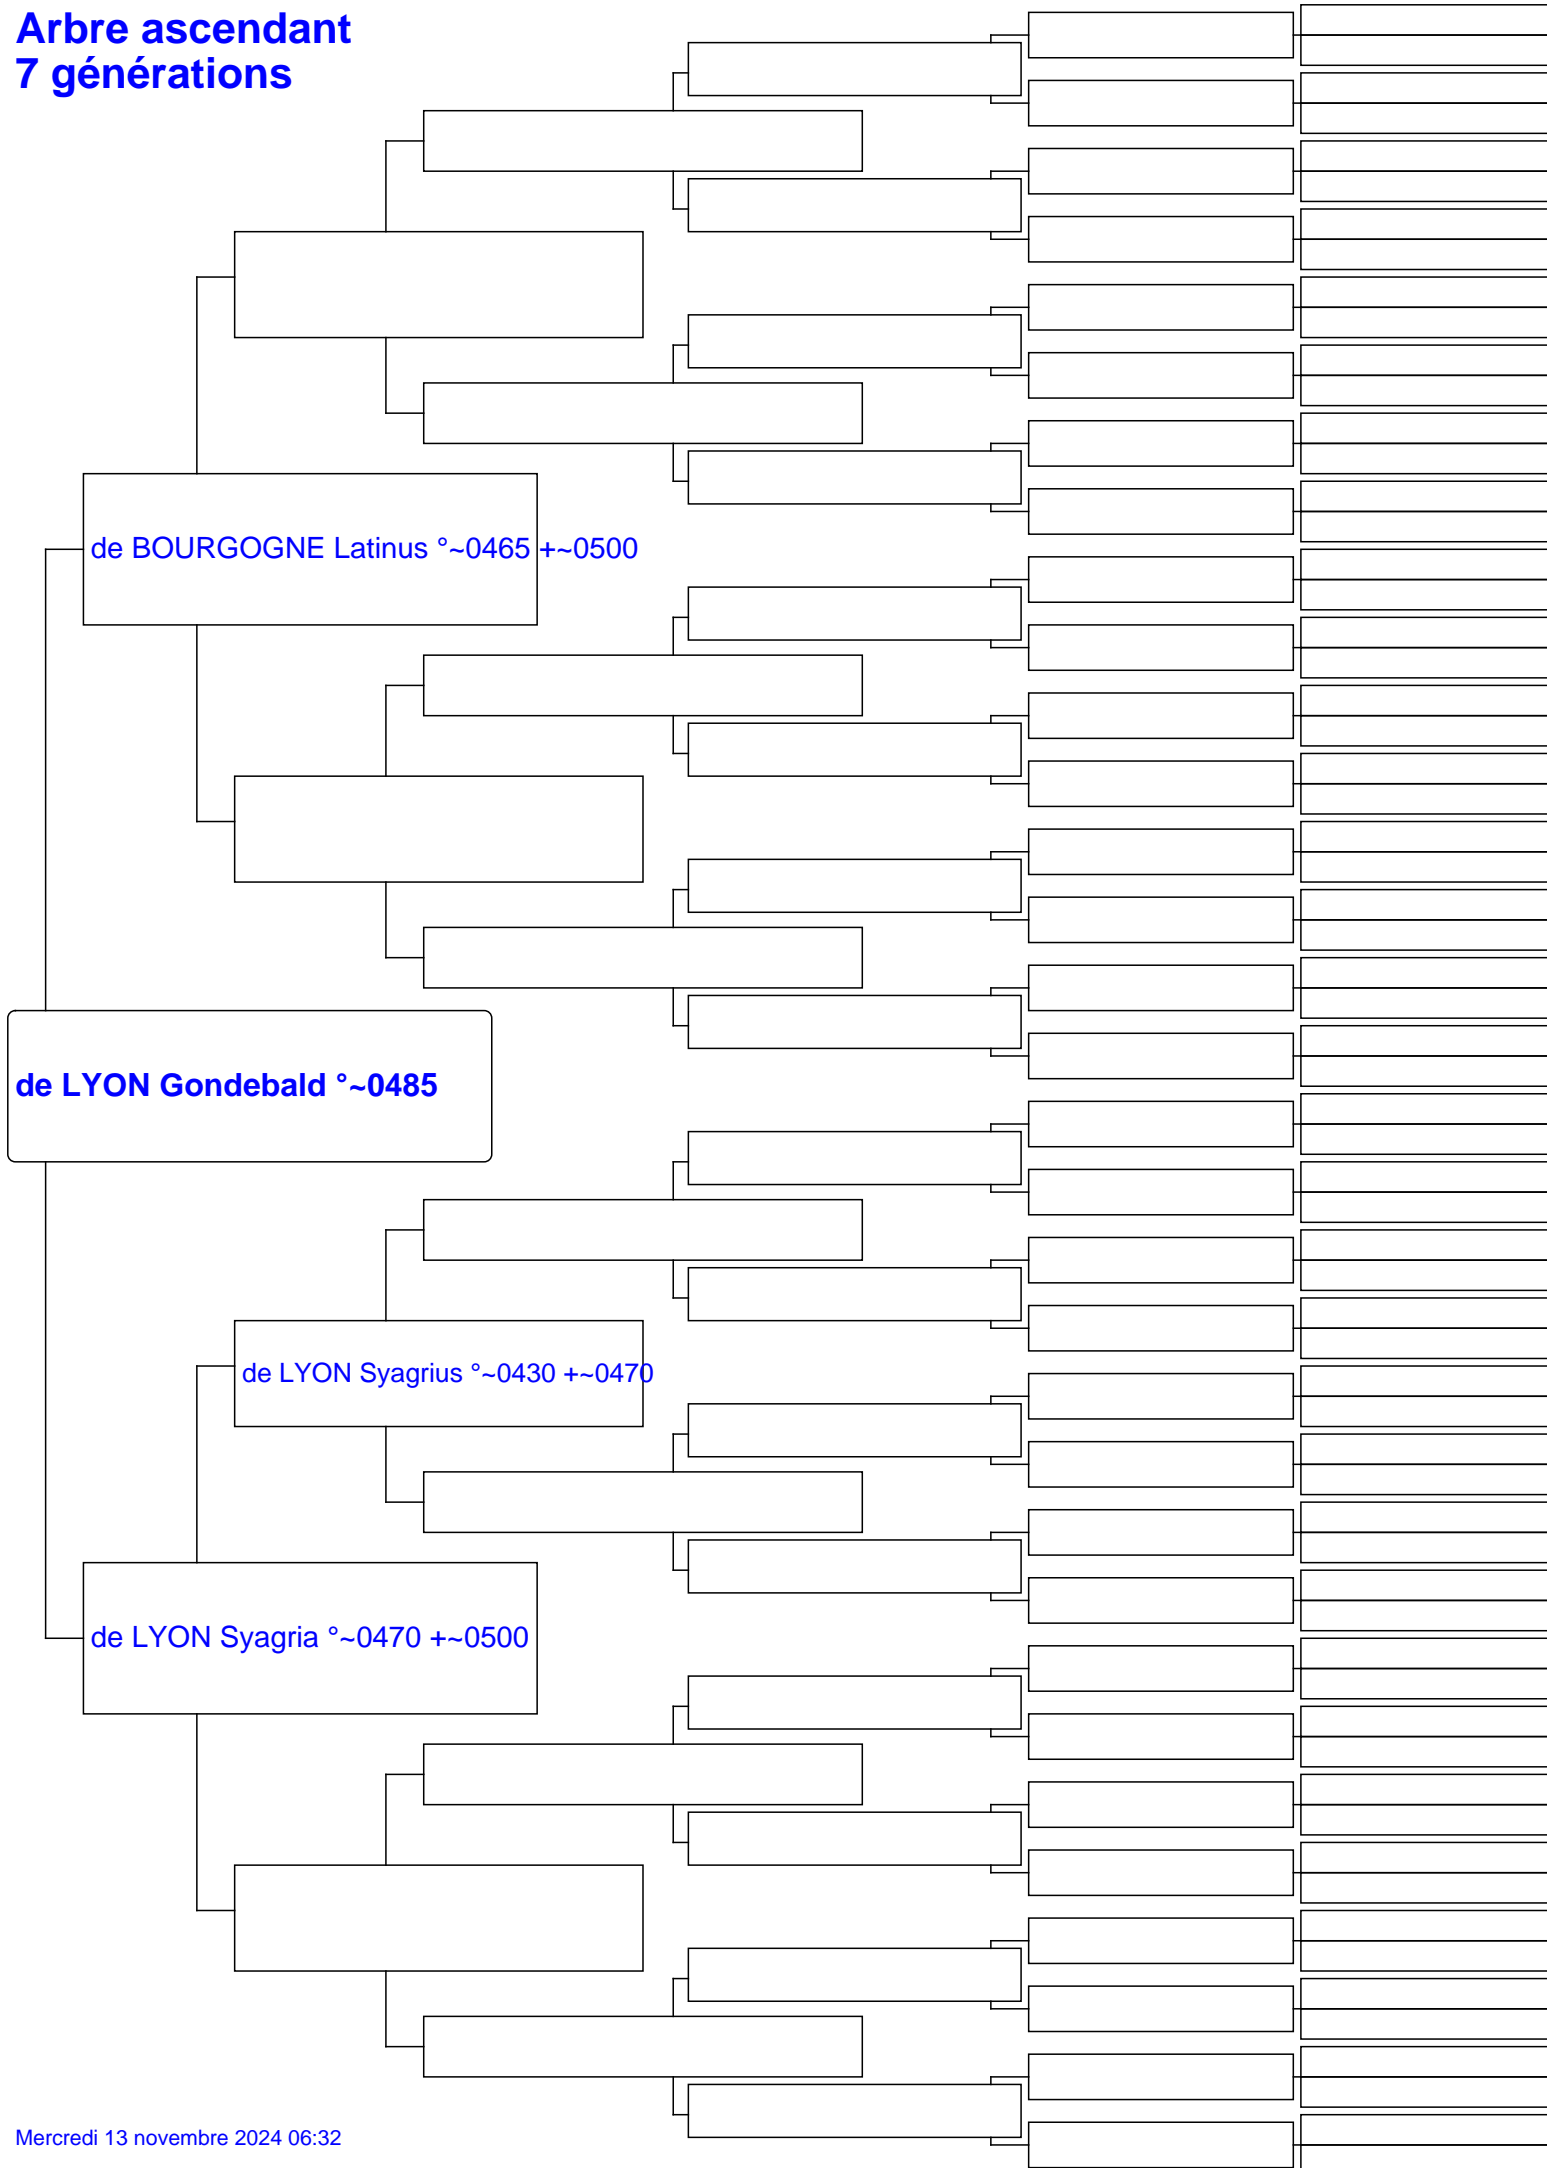 Arbre ascendant
7 générations
de BOURGOGNE Latinus °~0465 +~0500
de LYON Gondebald °~0485
de LYON Syagrius °~0430 +~0470
de LYON Syagria °~0470 +~0500
Mercredi 13 novembre 2024 06:32